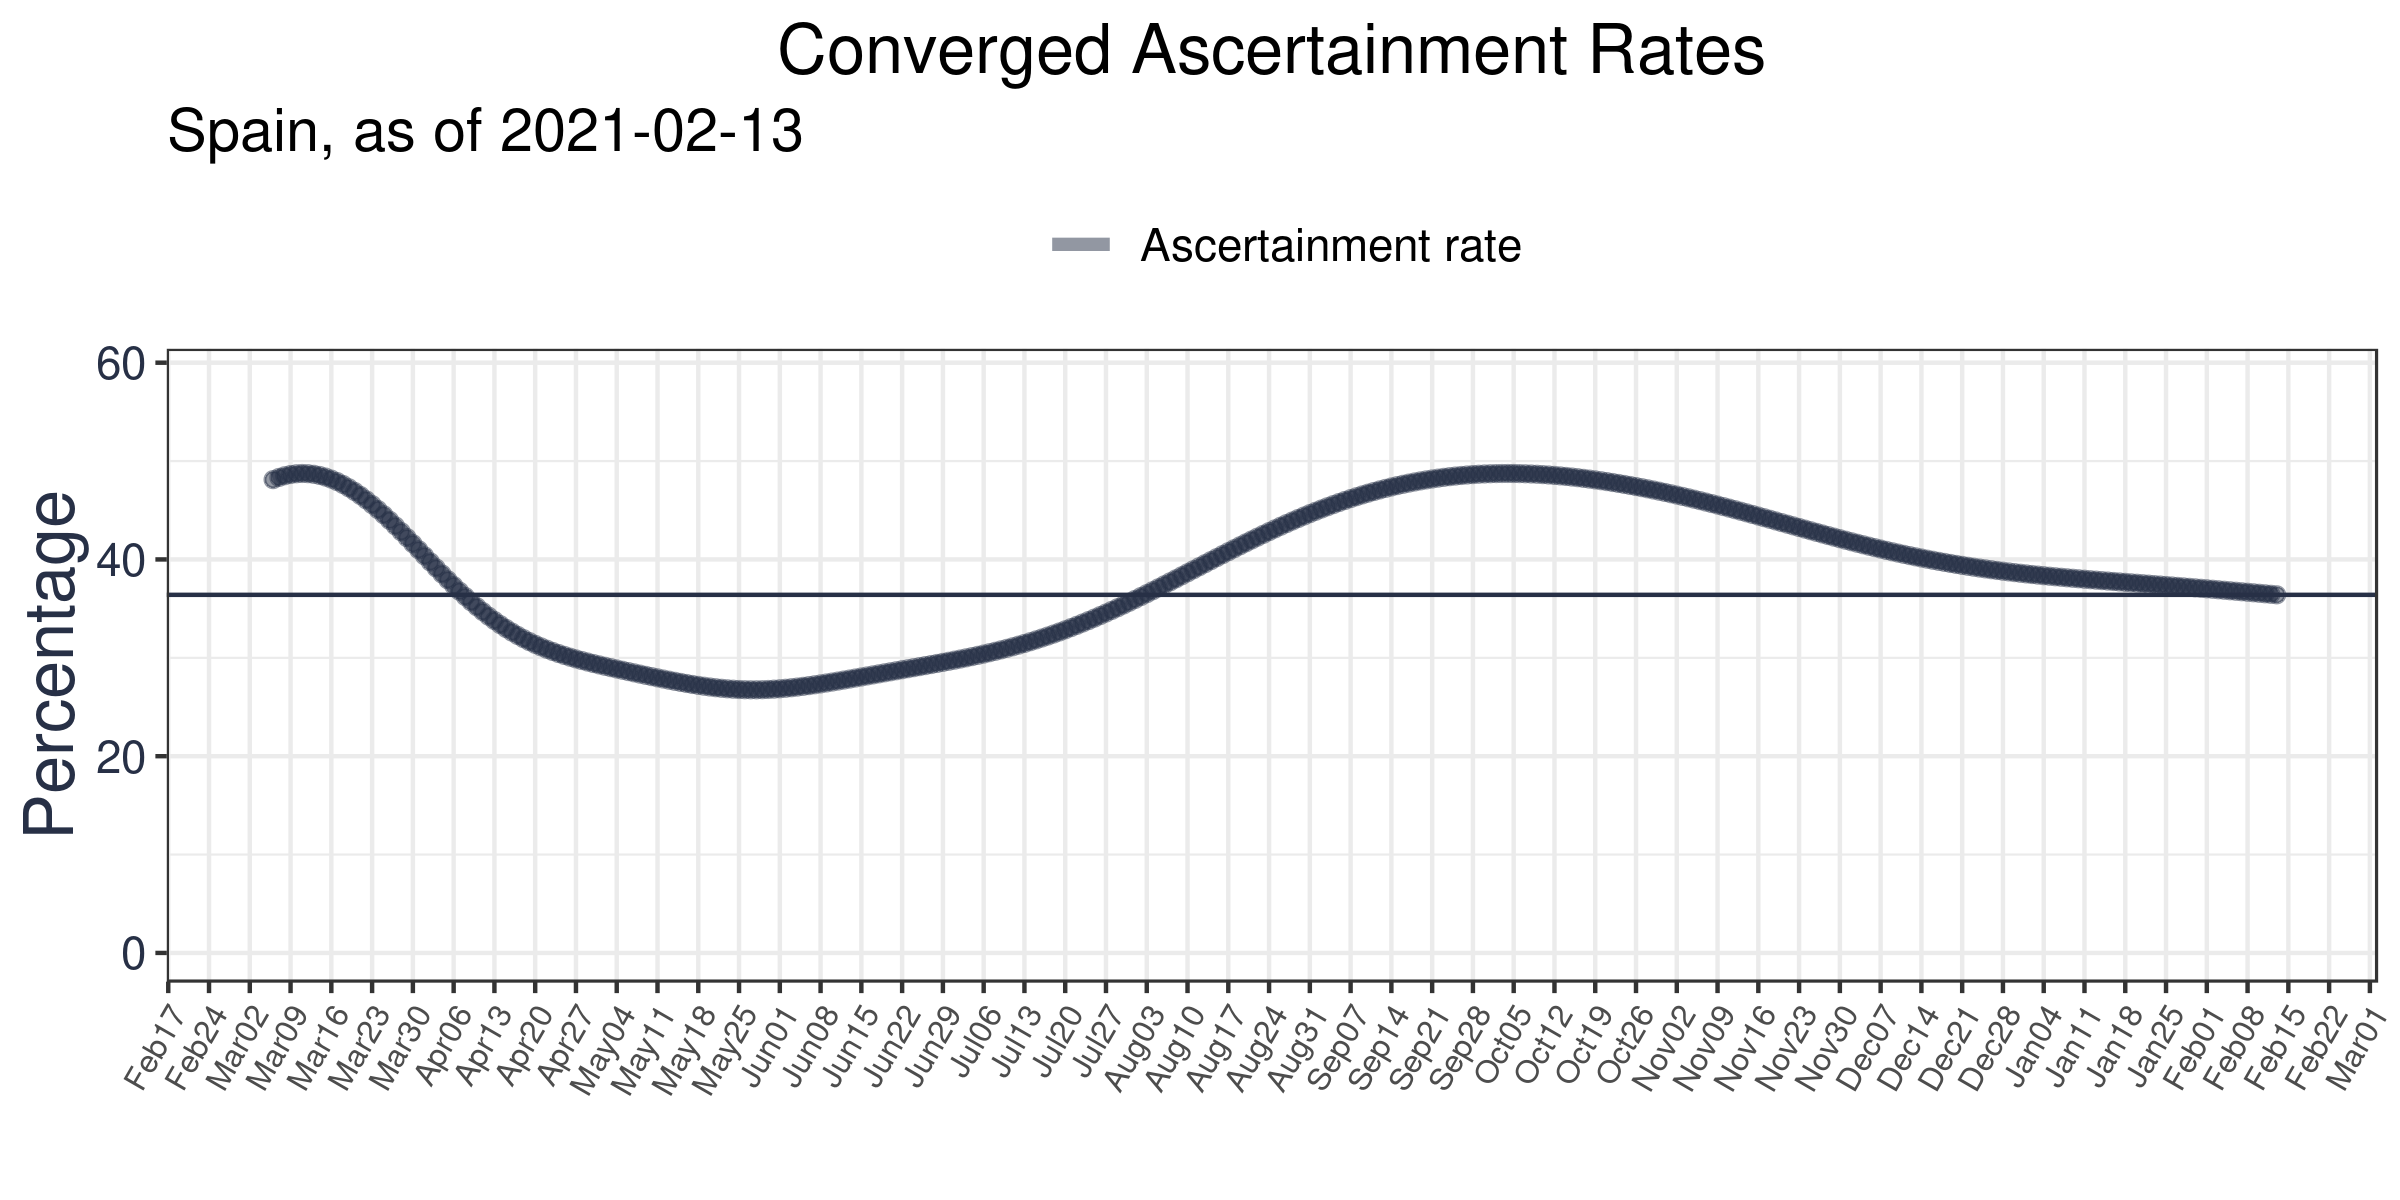 Converged Ascertainment Rates
Spain, as of 2021-02-13
Ascertainment rate
Percentage
60
40
20
0
Feb17 Feb24 Mar02 Mar09 Mar16 Mar23 Mar30 Apr06 Apr13 Apr20 Apr27 May04 May11 May18 May25 Jun01 Jun08 Jun15 Jun22 Jun29 Jul06 Jul13 Jul20 Jul27 Aug03 Aug10 Aug17 Aug24 Aug31 Sep07 Sep14 Sep21 Sep28 Oct05 Oct12 Oct19 Oct26 Nov02 Nov09 Nov16 Nov23 Nov30 Dec07 Dec14 Dec21 Dec28 Jan04 Jan11 Jan18 Jan25 Feb01 Feb08 Feb15 Feb22 Mar01